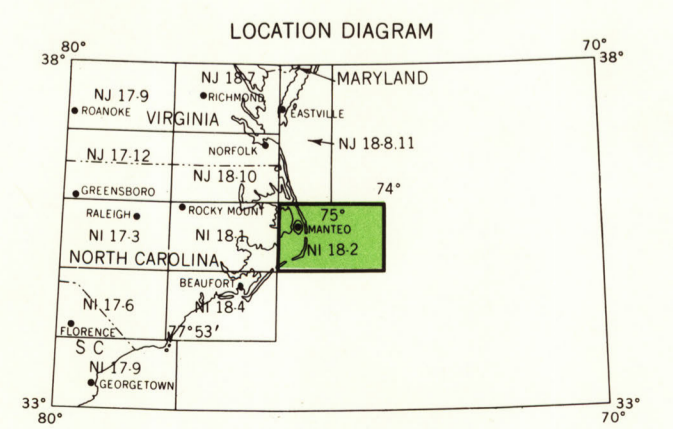 LOCATION DIAGRAM
80°
70°
38°
38°
NJ 18-7
MARYLAND
NJ 17-9
RICHMOND
ROANOKE
EASTVILLE
VIRGINIA
NORFOLK
NJ 18-8,11
NJ 17-12
NJ 18-10
74°
GREENSBORO
RALEIGH
ROCKY MOUNT
75°
MANTEO
NI 17-3
NI 18-1
NI 18-2
NORTH CAROLINA
BEAUFORT
NI 17-6
NI 18-4
FLORENCE
77°53'
S C
NI 17-9
GEORGETOWN
33°
33°
80°
70°